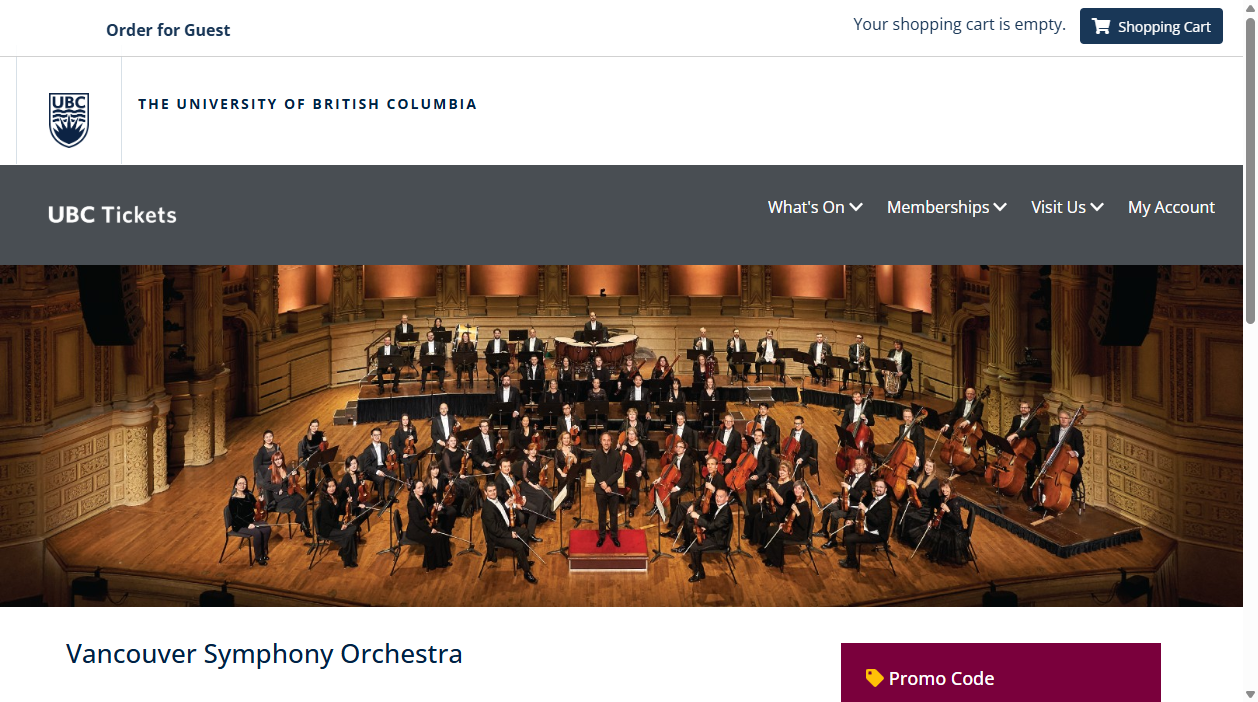 Order for Guest
Your shopping cart is empty.
Shopping Cart
UBC
THE UNIVERSITY OF BRITISH COLUMBIA
UBC Tickets
What's On
Memberships
Visit Us
My Account
Vancouver Symphony Orchestra
Promo Code